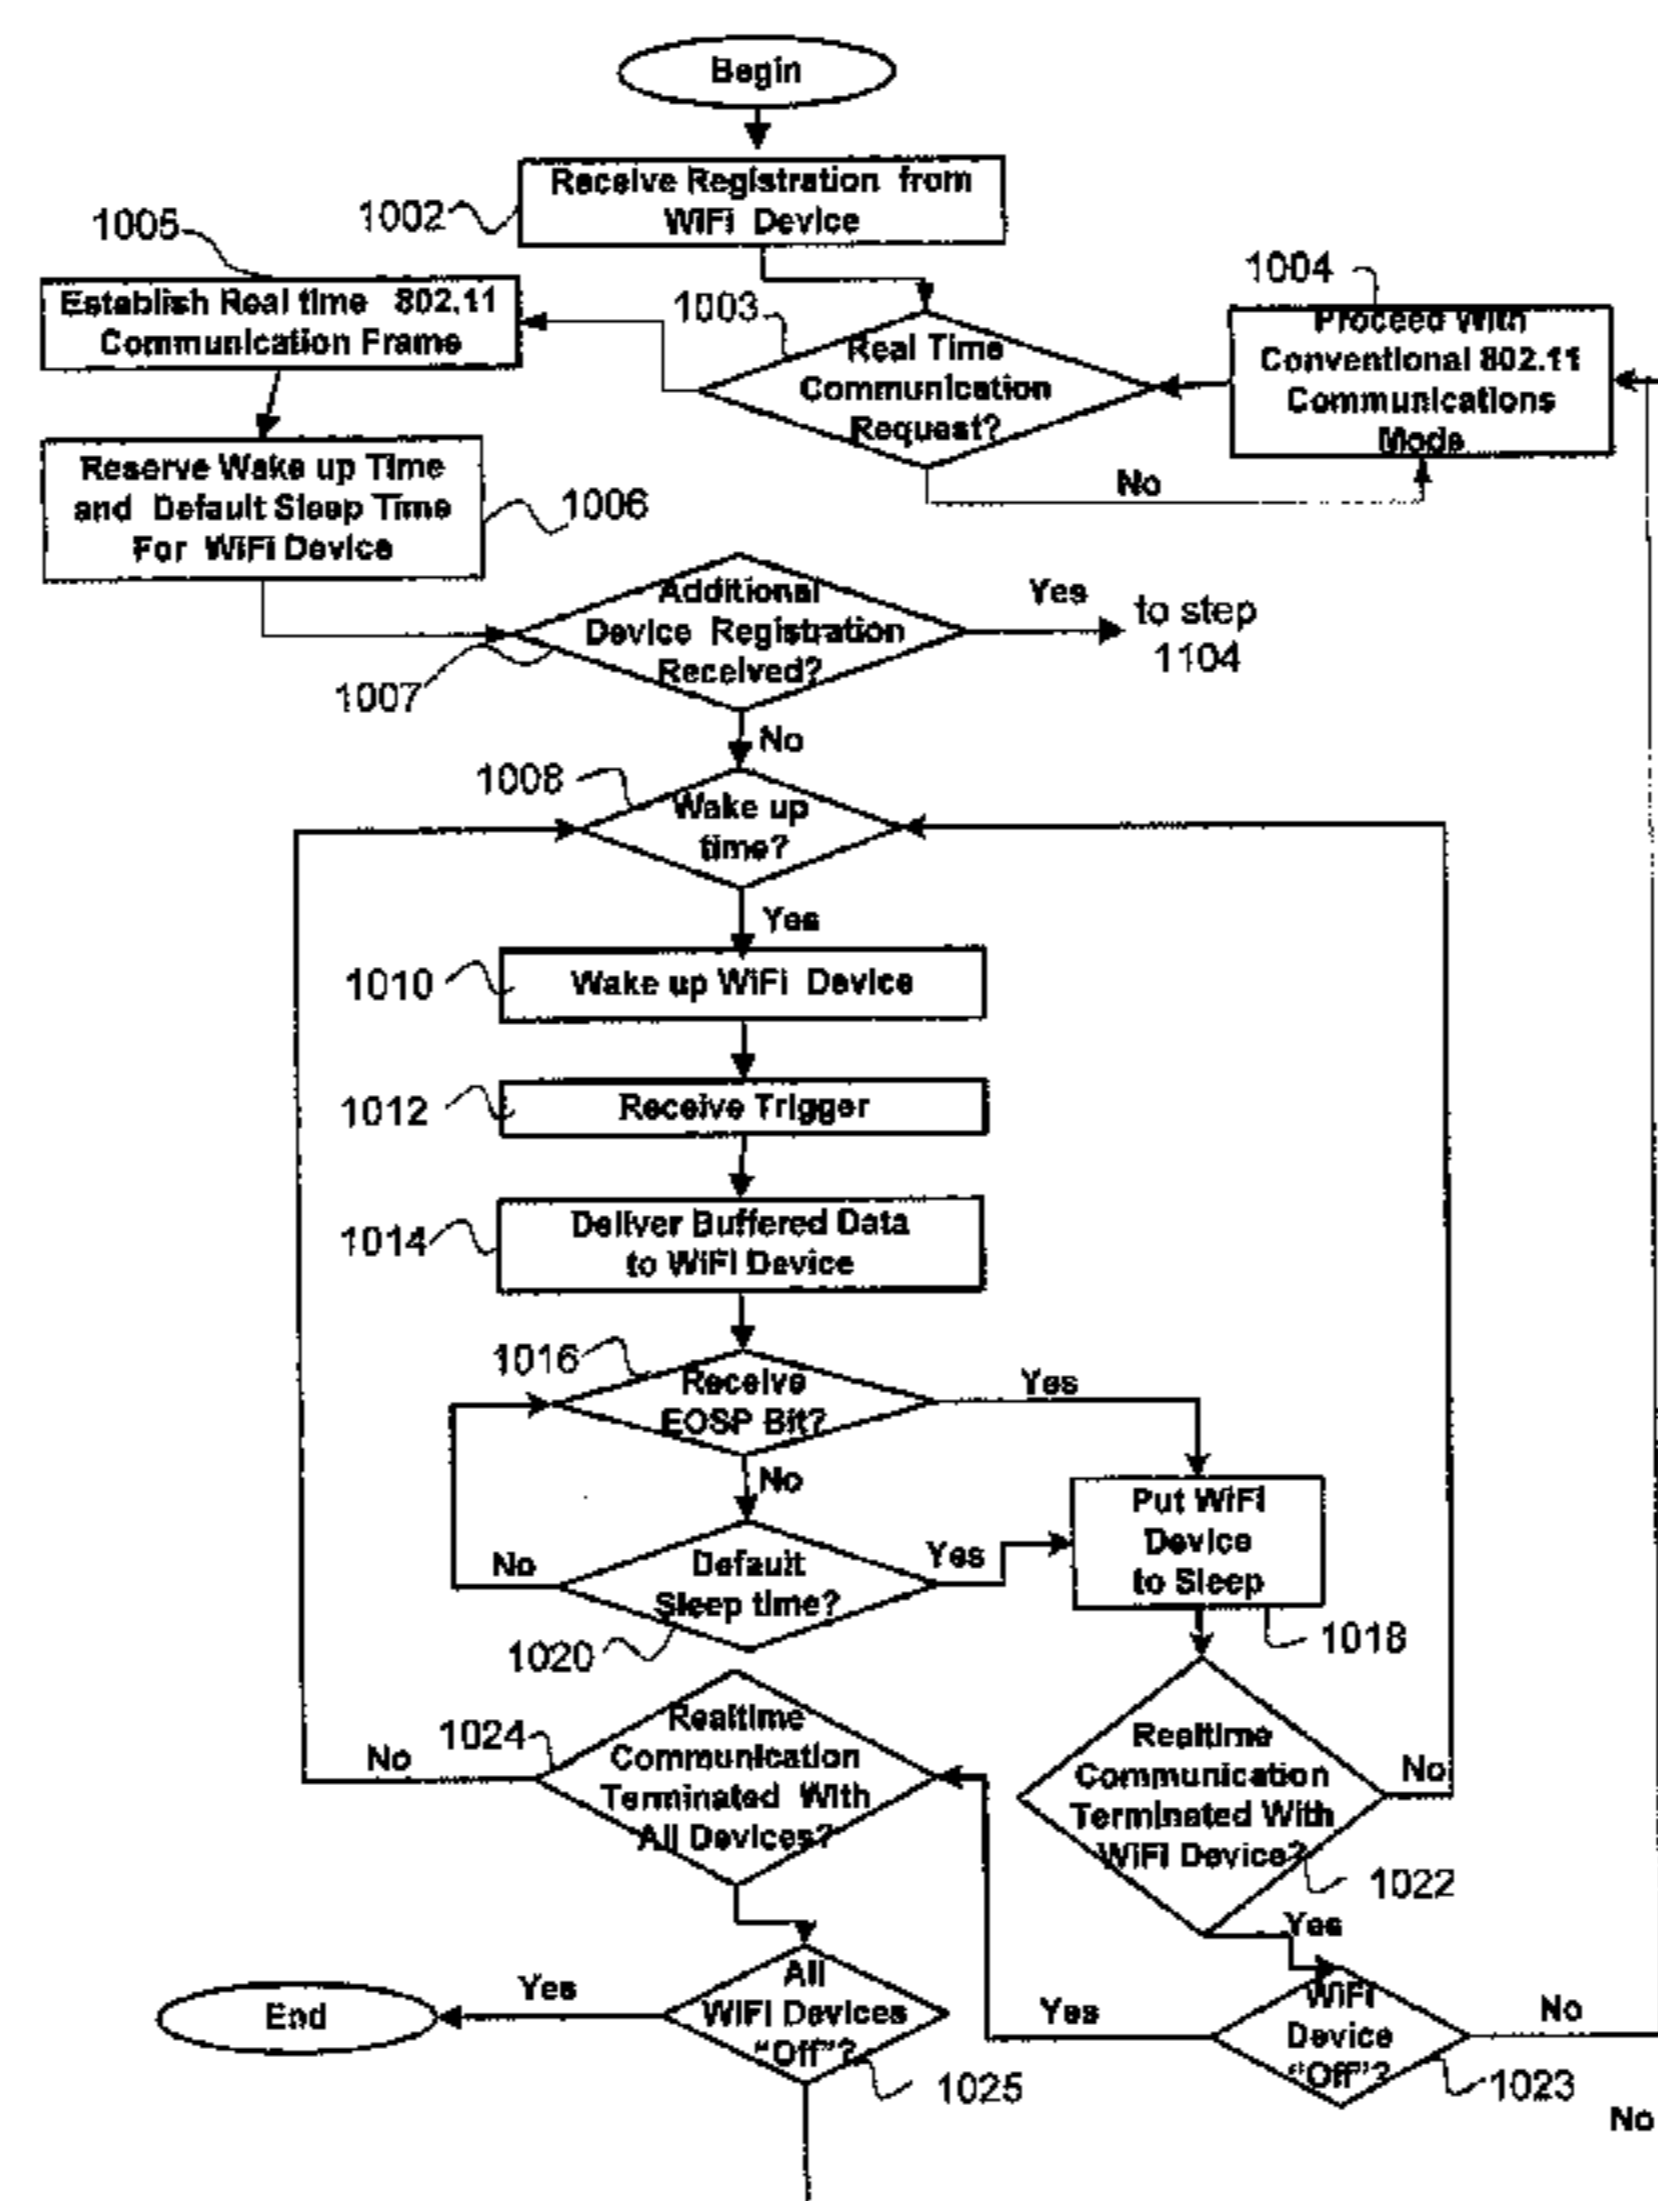 Begin
Receive Registration from
WiFi Device
1002
1005
Establish Real time 802.11
Communication Frame
1003
Real Time
Communication
Request?
1004
Proceed With
Conventional 802.11
Communications
Mode
No
Reserve Wake up Time
and Default Sleep Time
For WiFi Device
1006
Additional
Device Registration
Received?
1007
Yes
to step
1104
No
1008
Wake up
time?
Yes
1010
Wake up WiFi Device
1012
Receive Trigger
1014
Deliver Buffered Data
to WiFi Device
1016
Receive
EOSP Bit?
Yes
No
Put WiFi
Device
to Sleep
1018
Default
Sleep time?
No
Yes
1020
1024
Realtime
Communication
Terminated With
All Devices?
No
Realtime
Communication
Terminated With
WiFi Device?
No
1022
Yes
All
WiFi Devices
"Off"?
Yes
End
1025
WiFi
Device
"Off"?
Yes
No
1023
No